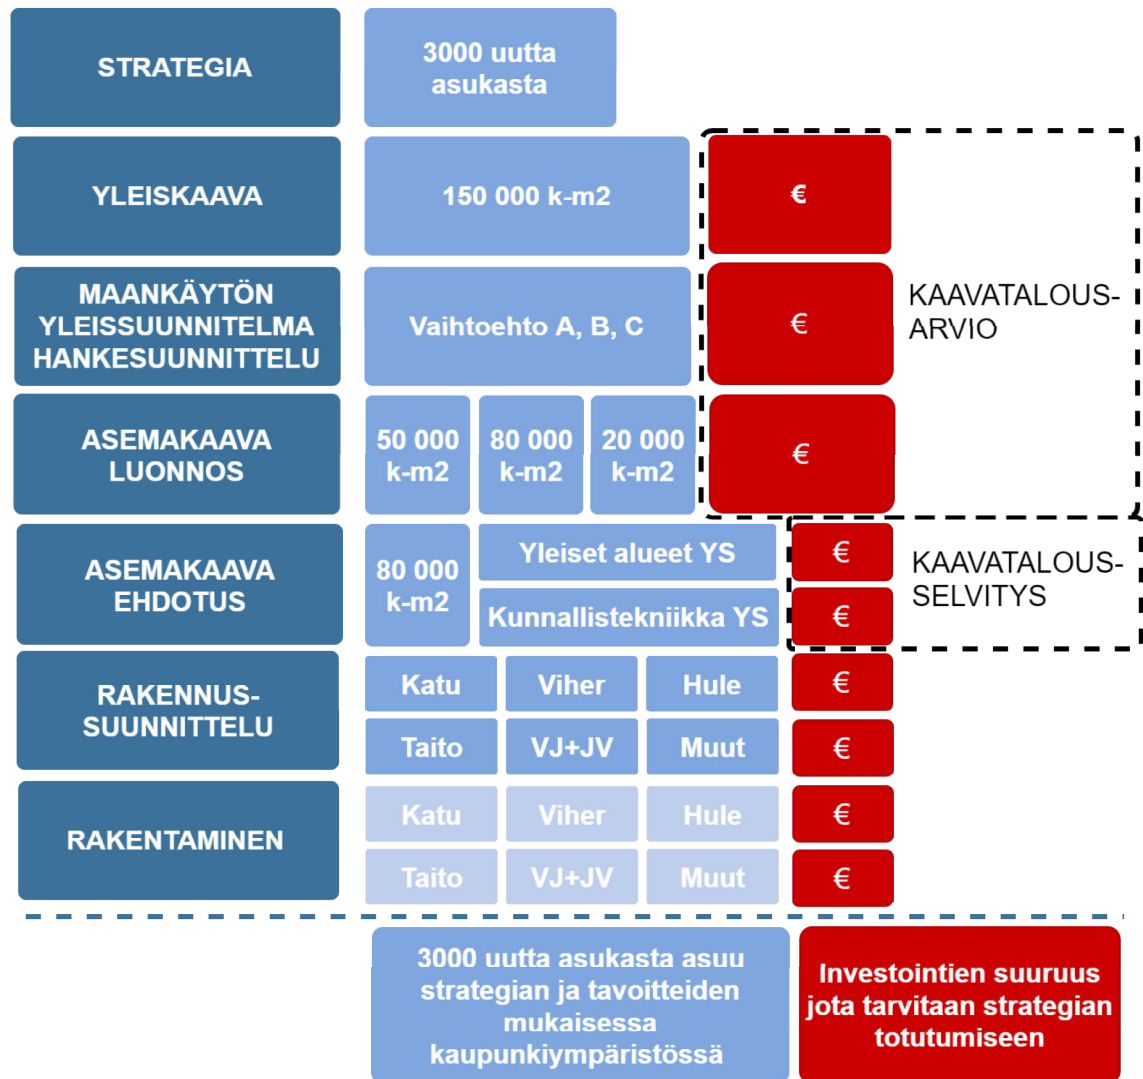 STRATEGIA
3000 uutta
asukasta
YLEISKAAVA
150 000 k-m2
€
MAANKÄYTÖN
YLEISSUUNNITELMA
HANKESUUNNITTELU
Vaihtoehto A, B, C
€
KAAVATALOUS-
ARVIO
ASEMAKAAVA
LUONNOS
50 000
k-m2
80 000
k-m2
20 000
k-m2
€
ASEMAKAAVA
EHDOTUS
80 000
k-m2
Yleiset alueet YS
€
Kunnallistekniikka YS
€
KAAVATALOUS-
SELVITYS
RAKENNUS-
SUUNNITTELU
Katu
Viher
Hule
€
Taito
VJ+JV
Muut
€
RAKENTAMINEN
Katu
Viher
Hule
€
Taito
VJ+JV
Muut
€
3000 uutta asukasta asuu
strategian ja tavoitteiden
mukaisessa
kaupunkiympäristössä
Investointien suuruus
jota tarvitaan strategian
totutumiseen